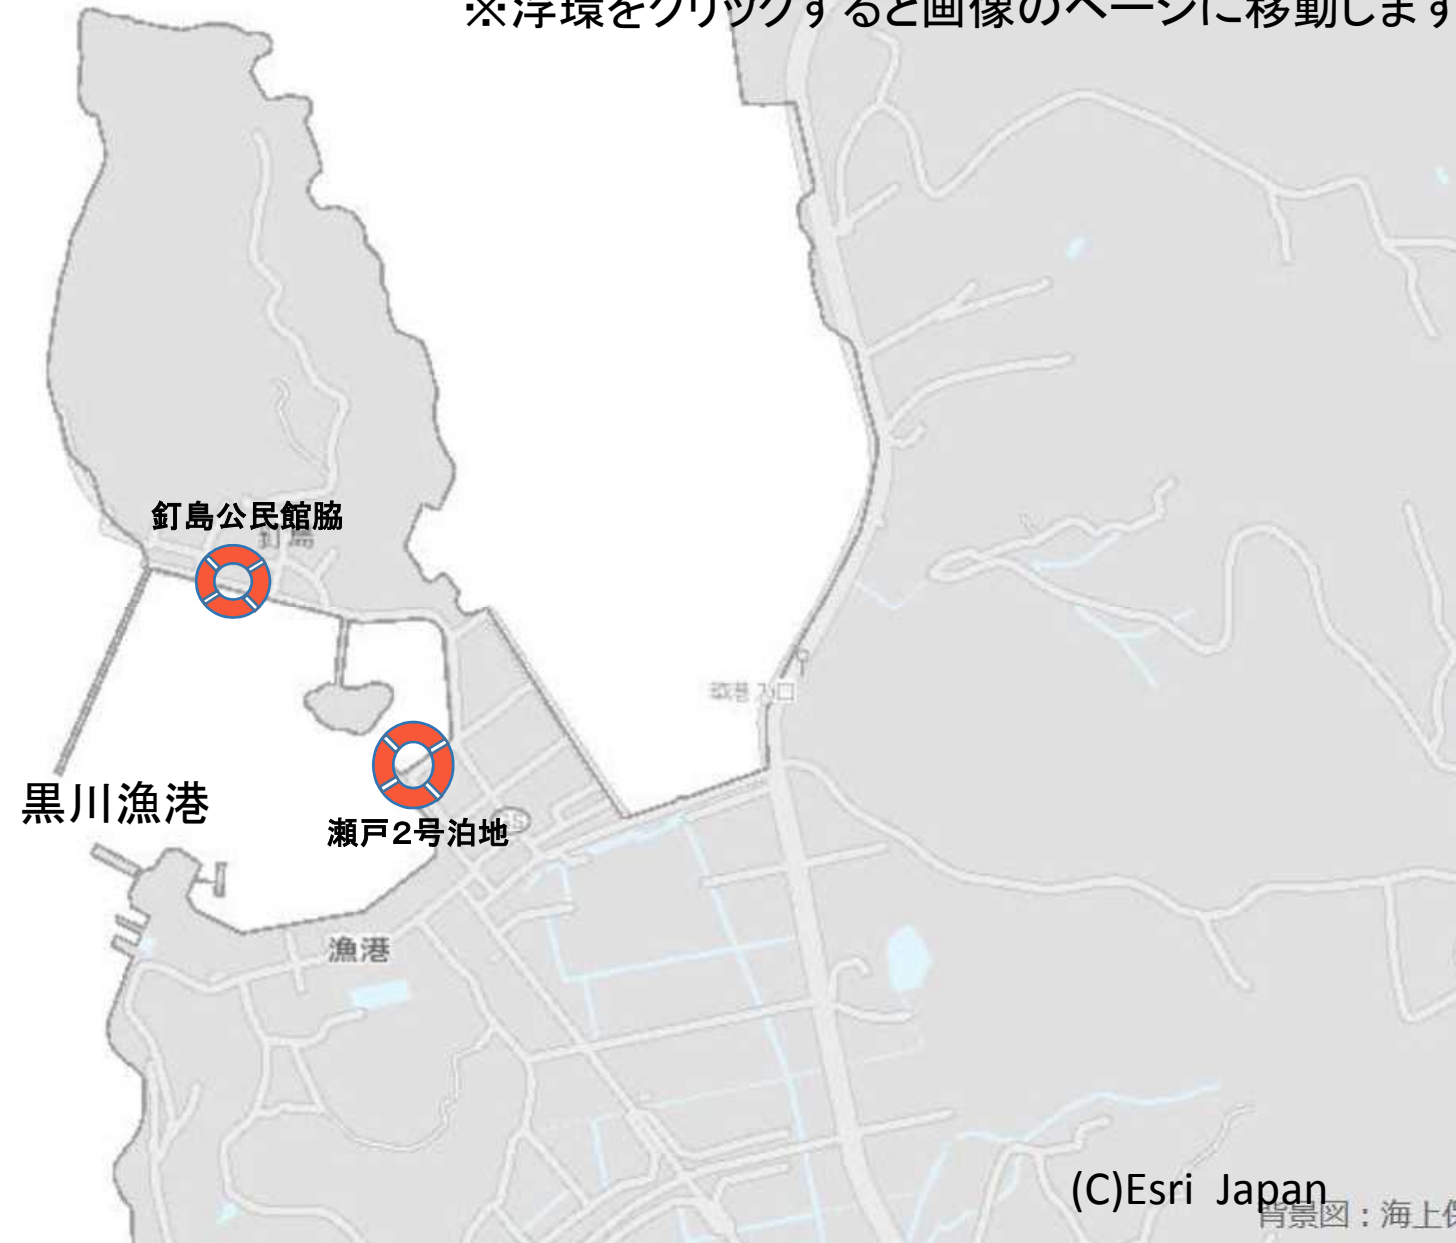 ※浮環をクリックすると画像のページに移動します
釘島公民館脇
釘島
黒川漁港
瀬戸2号泊地
漁港
(C)Esri Japan
背景図：海上保